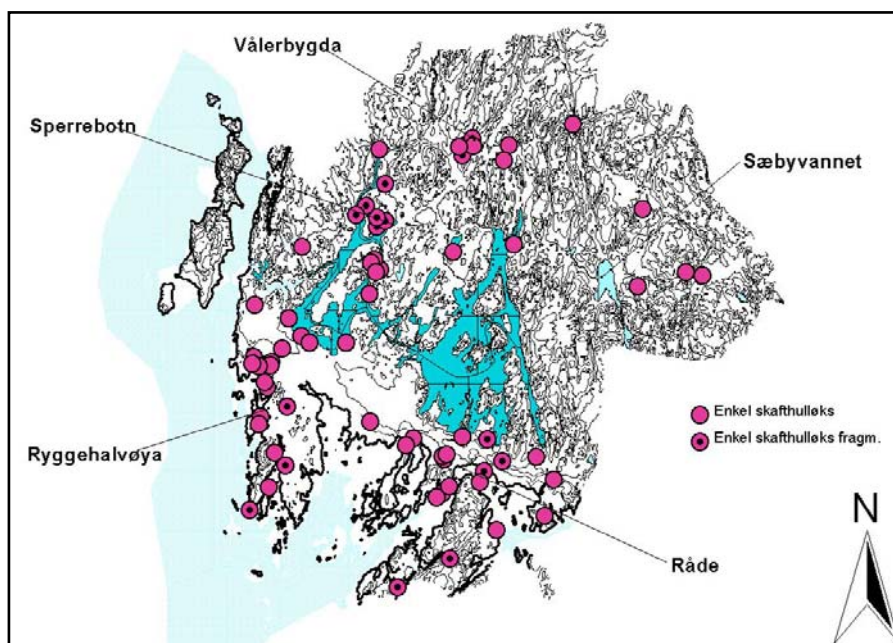 Vålerbygda
Sperrebotn
Sæbyvannet
Enkel skafthulløks
Enkel skafthulløks fragm.
Ryggehalvøya
Råde
N